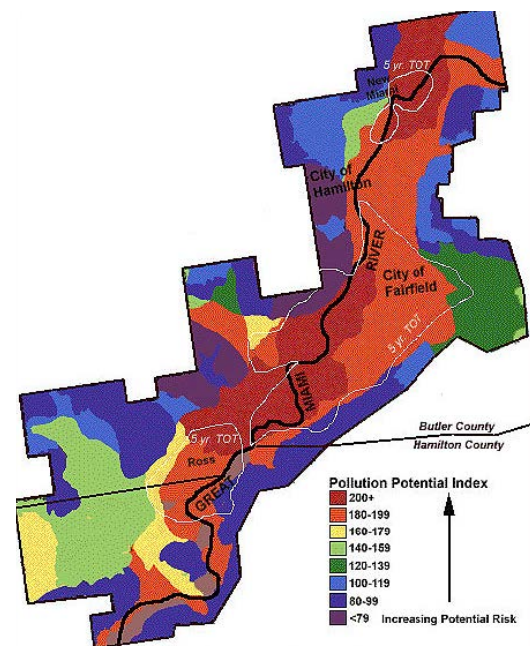 5 yr. TOT
New
Miami
City of
Hamilton
RIVER
City of
Fairfield
5 yr. TOT
MIAMI
Butler County
Hamilton County
5 yr. TOT
Ross
GREAT
Pollution Potential Index
200+
180-199
160-179
140-159
120-139
100-119
80-99
<79
Increasing Potential Risk